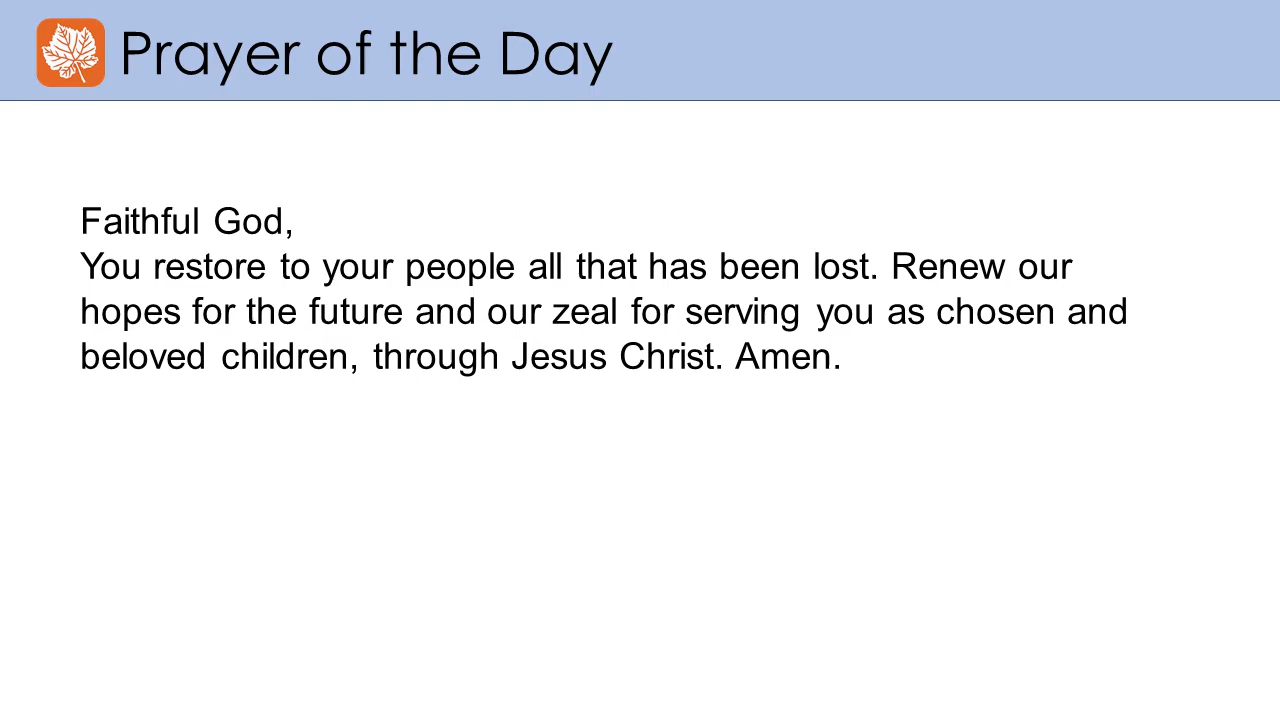 Prayer of the Day
Faithful God,
You restore to your people all that has been lost. Renew our
hopes for the future and our zeal for serving you as chosen and
beloved children, through Jesus Christ. Amen.